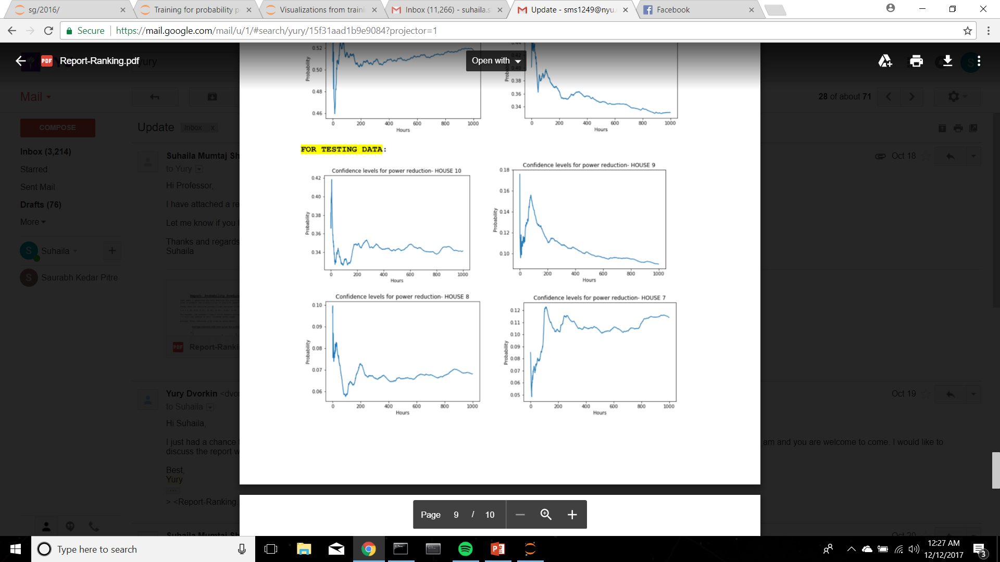 sg/2016/
Training for probability p
Visualizations from traini
Inbox (11,266) - suhaila.s
Update - sms1249@nyu.
Facebook
Secure
https://mail.google.com/mail/u/1/#search/yury/15f31aad1b9e9084?projector=1
PDF Report-Ranking.pdf
yury
Open with
Mail
28 of about 71
COMPOSE
Update
Inbox x
Inbox (3,214)
Starred
Sent Mail
Drafts (76)
More
S Suhaila
S Saurabh Kedar Pitre
Suhaila Mumtaj Sh
Oct 18
to Yury
Hi Professor,
I have attached a re
Let me know if you
Thanks and regards
Suhaila
PDF Report-Ranki
Yury Dvorkin <dvo
Oct 19
to Suhaila
Hi Suhaila,
I just had a chance
am and you are welcome to come. I would like to
discuss the report w
Best,
Yury
> <Report-Ranking
Suhaila Mumtaj Sh
Oct 20
Probability
0.52
0.50
0.48
0.46
0 200 400 600 800 1000
Hours
0.44
0.42
0.40
0.38
0.36
0.34
0 200 400 600 800 1000
Hours
FOR TESTING DATA:
Confidence levels for power reduction- HOUSE 10
Probability
0.42
0.40
0.38
0.36
0.34
0 200 400 600 800 1000
Hours
Confidence levels for power reduction- HOUSE 9
Probability
0.18
0.16
0.14
0.12
0.10
0 200 400 600 800 1000
Hours
Confidence levels for power reduction- HOUSE 8
Probability
0.10
0.09
0.08
0.07
0.06
0 200 400 600 800 1000
Hours
Confidence levels for power reduction- HOUSE 7
Probability
0.12
0.11
0.10
0.09
0.08
0.07
0.06
0.05
0 200 400 600 800 1000
Hours
Page 9 / 10
Type here to search
12:27 AM
12/12/2017
3